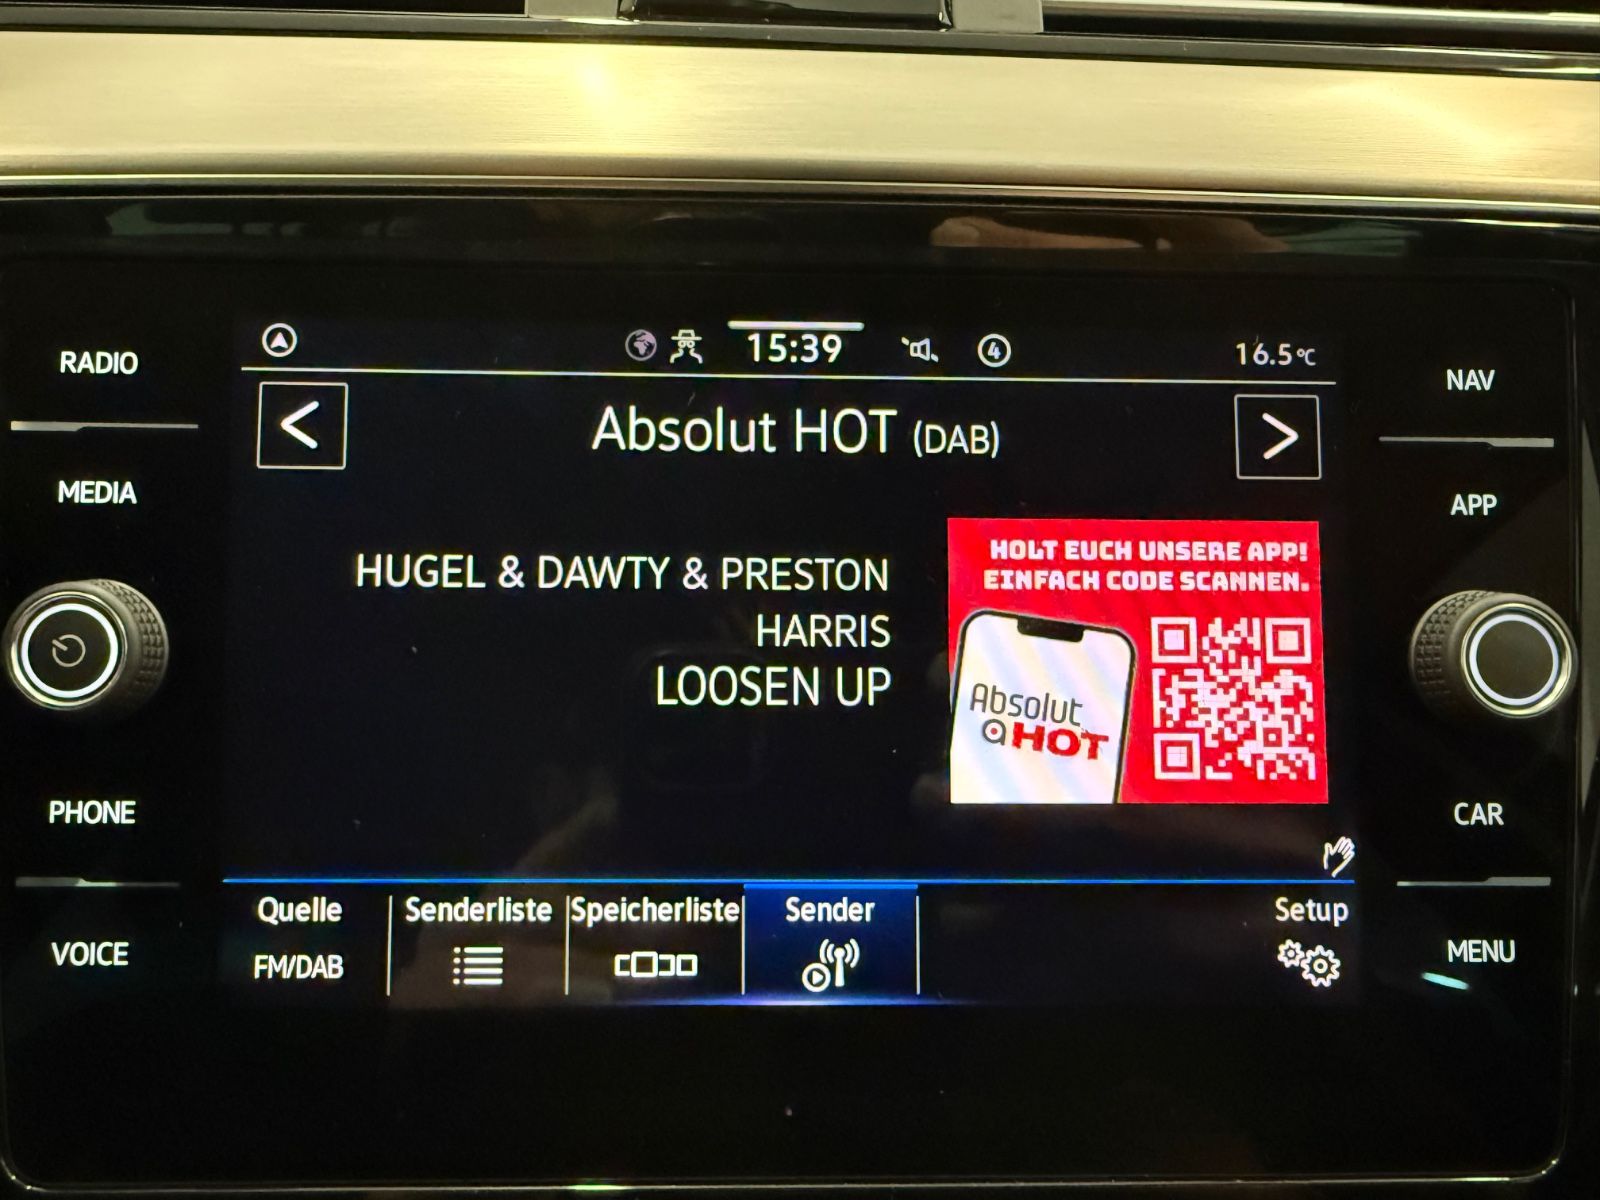 15:39
4
16.5°C
RADIO
NAV
< Absolut HOT (DAB) >
MEDIA
APP
HUGEL & DAWTY & PRESTON
HARRIS
LOOSEN UP
HOLT EUCH UNSERE APP!
EINFACH CODE SCANNEN.
Absolut
HOT
PHONE
CAR
Quelle
FM/DAB
Senderliste
Speicherliste
Sender
Setup
VOICE
MENU